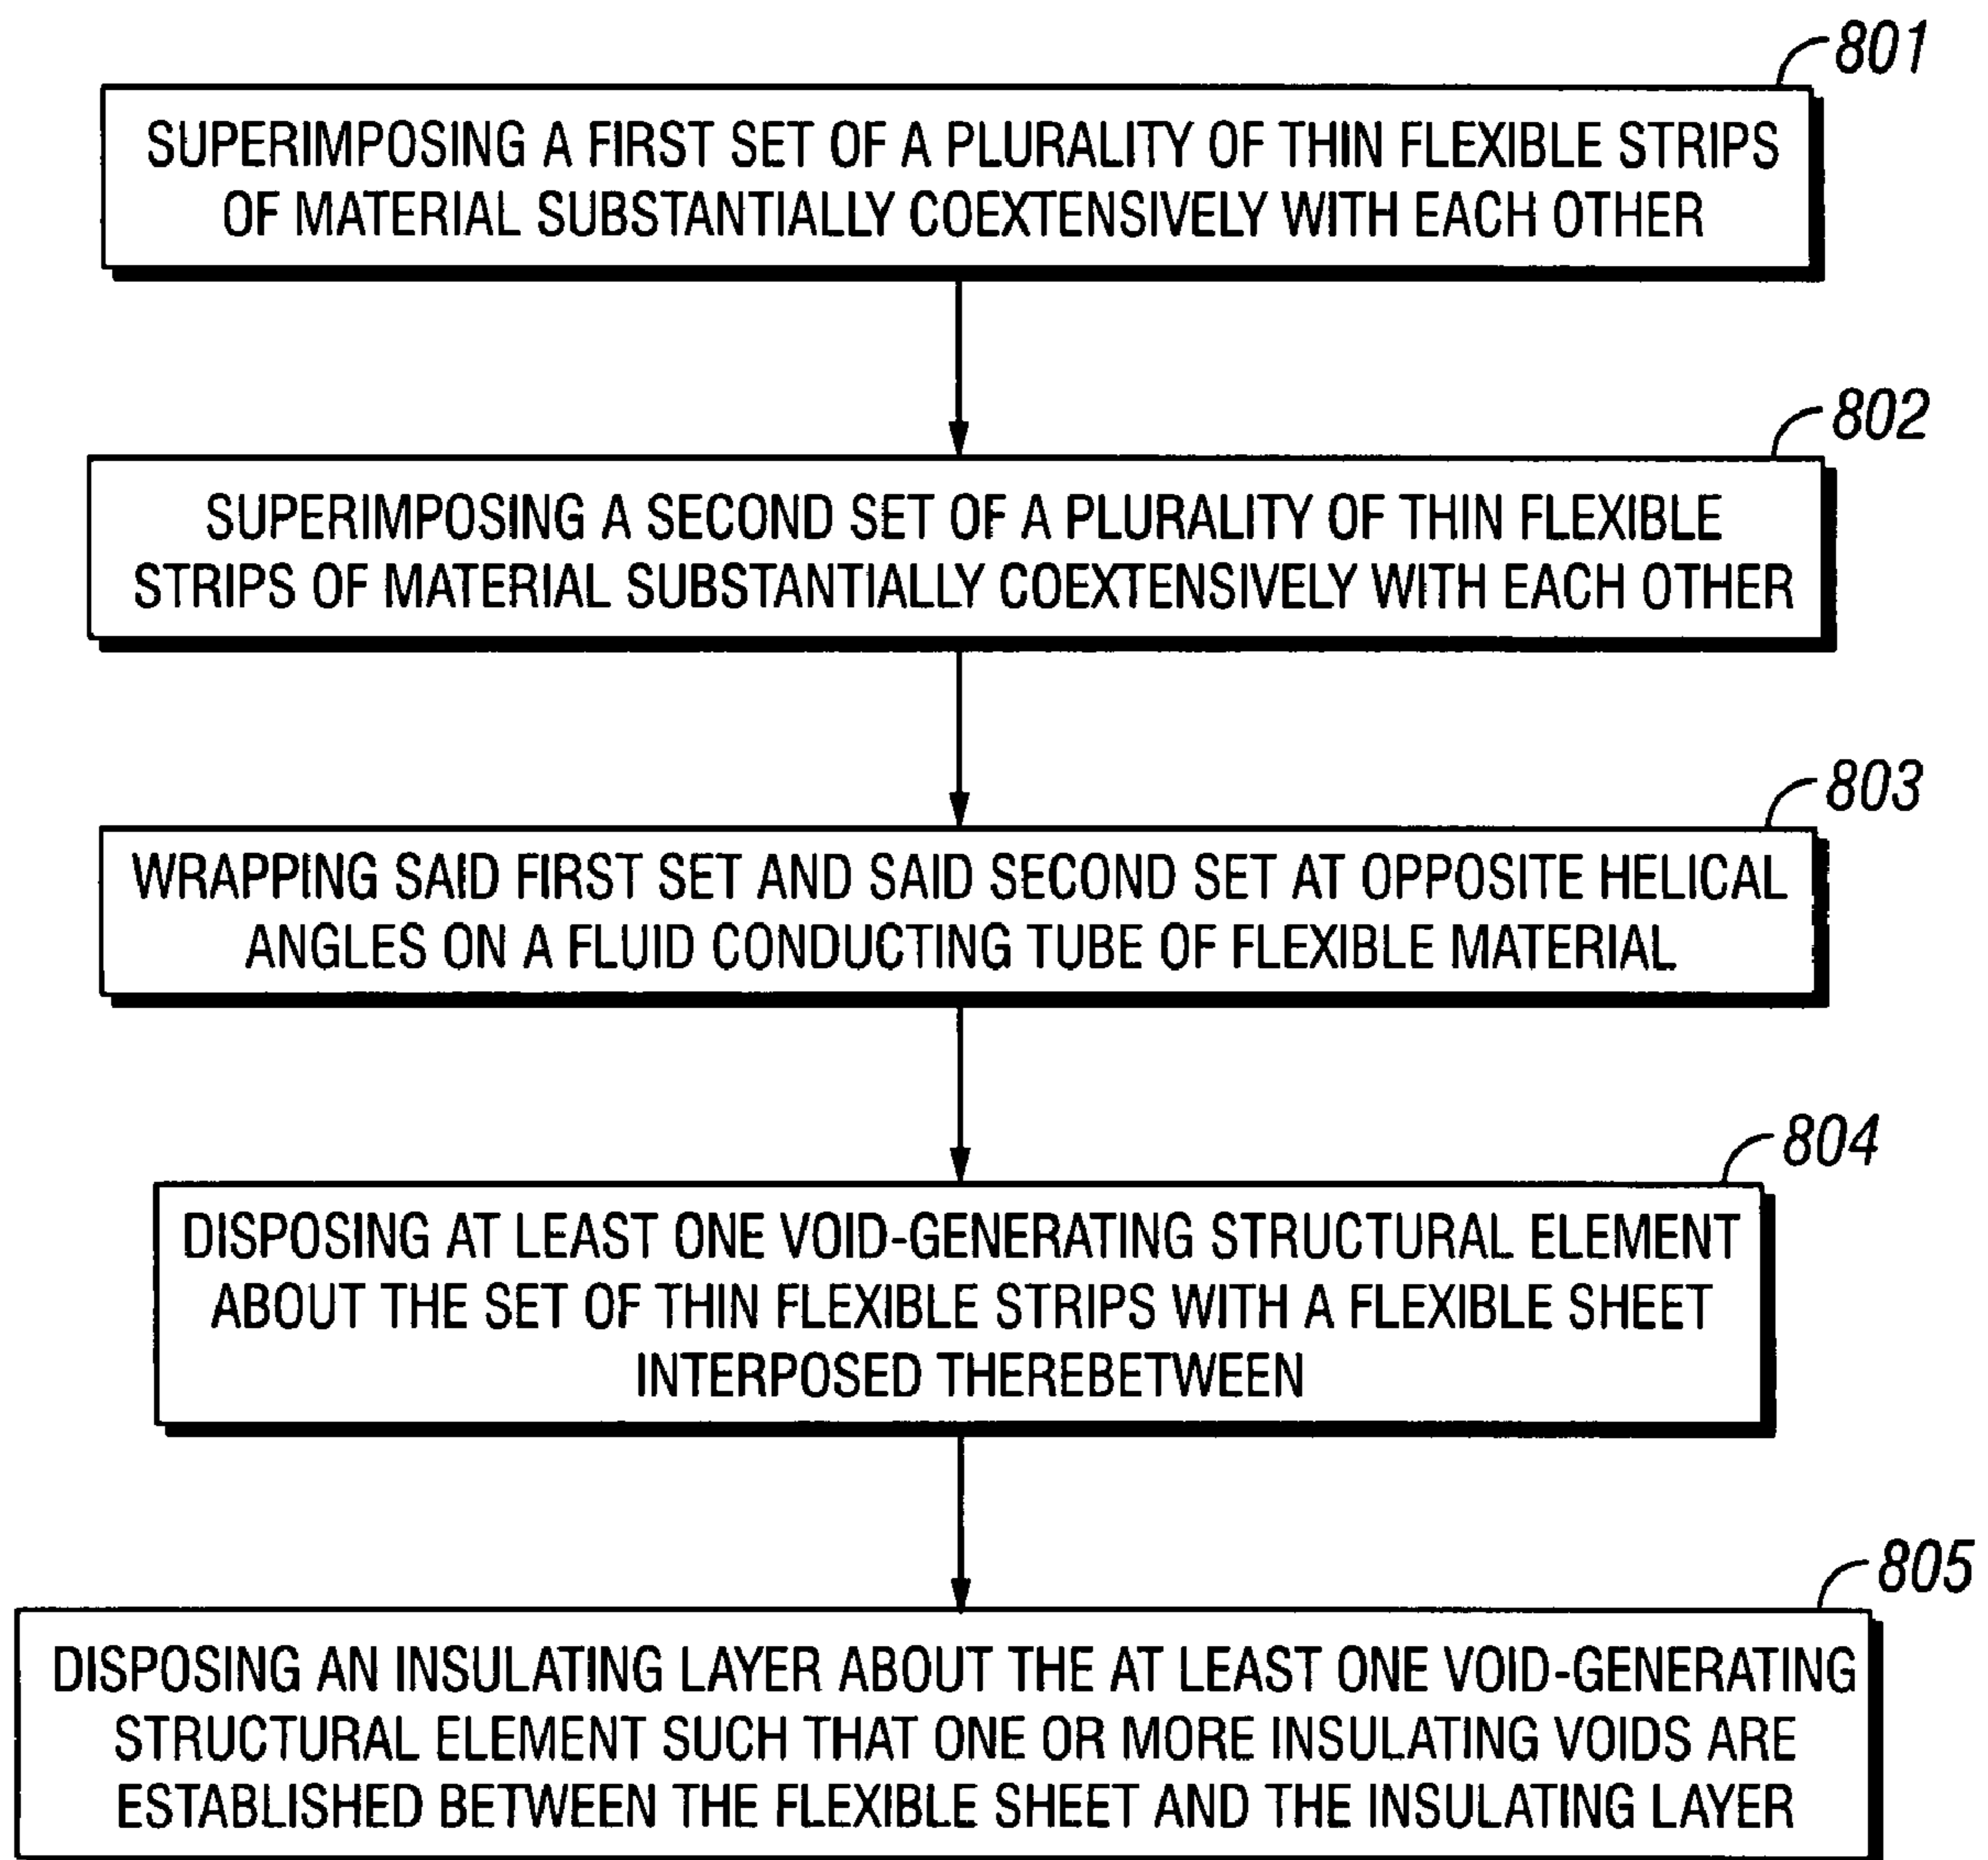 801
SUPERIMPOSING A FIRST SET OF A PLURALITY OF THIN FLEXIBLE STRIPS
OF MATERIAL SUBSTANTIALLY COEXTENSIVELY WITH EACH OTHER
802
SUPERIMPOSING A SECOND SET OF A PLURALITY OF THIN FLEXIBLE
STRIPS OF MATERIAL SUBSTANTIALLY COEXTENSIVELY WITH EACH OTHER
803
WRAPPING SAID FIRST SET AND SAID SECOND SET AT OPPOSITE HELICAL
ANGLES ON A FLUID CONDUCTING TUBE OF FLEXIBLE MATERIAL
804
DISPOSING AT LEAST ONE VOID-GENERATING STRUCTURAL ELEMENT
ABOUT THE SET OF THIN FLEXIBLE STRIPS WITH A FLEXIBLE SHEET
INTERPOSED THEREBETWEEN
805
DISPOSING AN INSULATING LAYER ABOUT THE AT LEAST ONE VOID-GENERATING
STRUCTURAL ELEMENT SUCH THAT ONE OR MORE INSULATING VOIDS ARE
ESTABLISHED BETWEEN THE FLEXIBLE SHEET AND THE INSULATING LAYER